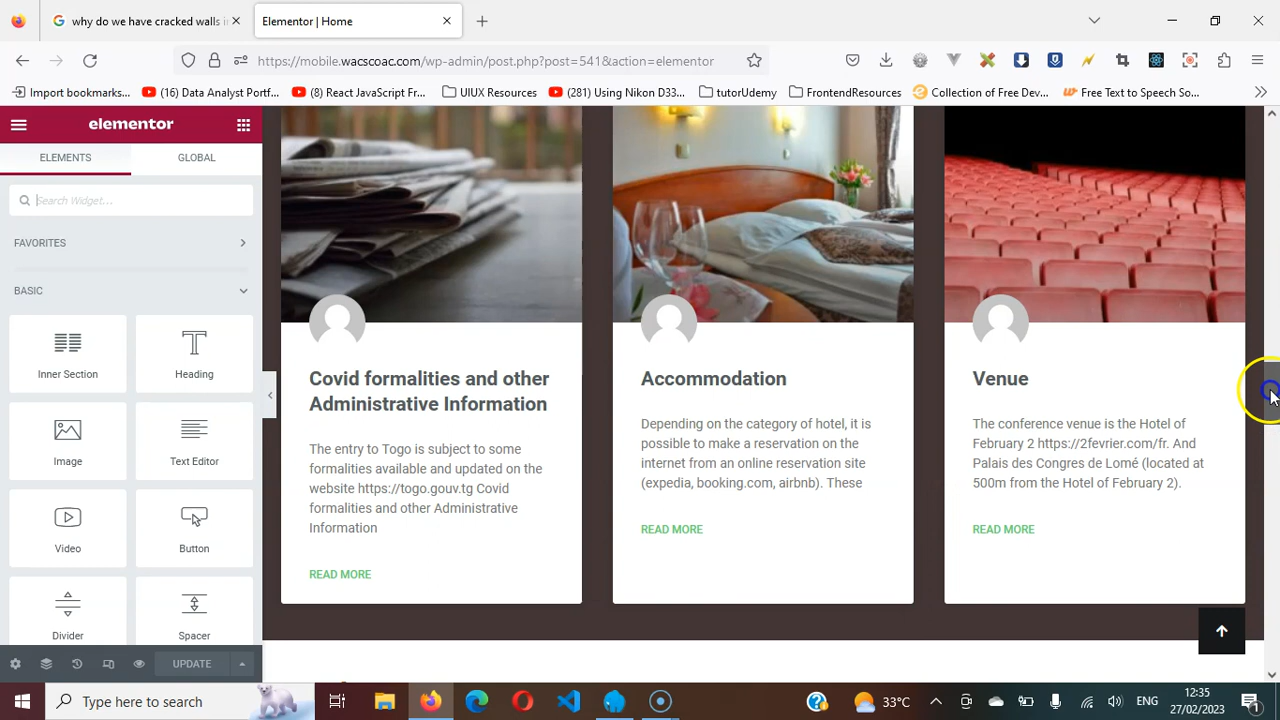 why do we have cracked walls i
Elementor | Home
https://mobile.wasscoac.com/wp-admin/post.php?post=541&action=elementor
Import bookmarks...
(16) Data Analyst Portf...
(8) React JavaScript Fr...
UIUX Resources
(281) Using Nikon D33...
tutorUdemy
FrontendResources
Collection of Free Dev...
Free Text to Speech So...
elementor
ELEMENTS
GLOBAL
Search Widget...
FAVORITES
BASIC
Inner Section
Heading
Image
Text Editor
Video
Button
Divider
Spacer
UPDATE
Covid formalities and other
Administrative Information
The entry to Togo is subject to some
formalities available and updated on the
website https://togo.gouv.tg Covid
formalities and other Administrative
Information
READ MORE
Accommodation
Depending on the category of hotel, it is
possible to make a reservation on the
internet from an online reservation site
(expedia, booking.com, airbnb). These
READ MORE
Venue
The conference venue is the Hotel of
February 2 https://2fevrier.com/fr. And
Palais des Congres de Lomé (located at
500m from the Hotel of February 2).
READ MORE
Type here to search
33°C
ENG
12:35
27/02/2023
1